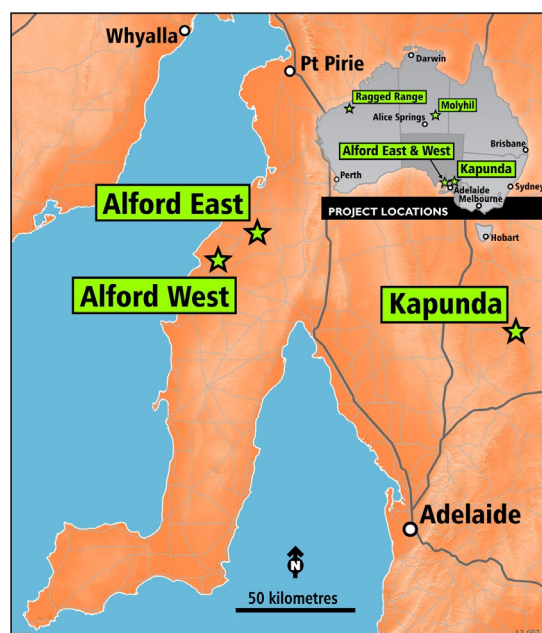 Whyalla
Pt Pirie
Darwin
Ragged Range
Molyhil
Alice Springs
Alford East & West
Brisbane
Kapunda
Perth
Adelaide
Sydney
Melbourne
PROJECT LOCATIONS
Hobart
Alford East
Alford West
Kapunda
Adelaide
N
50 kilometres